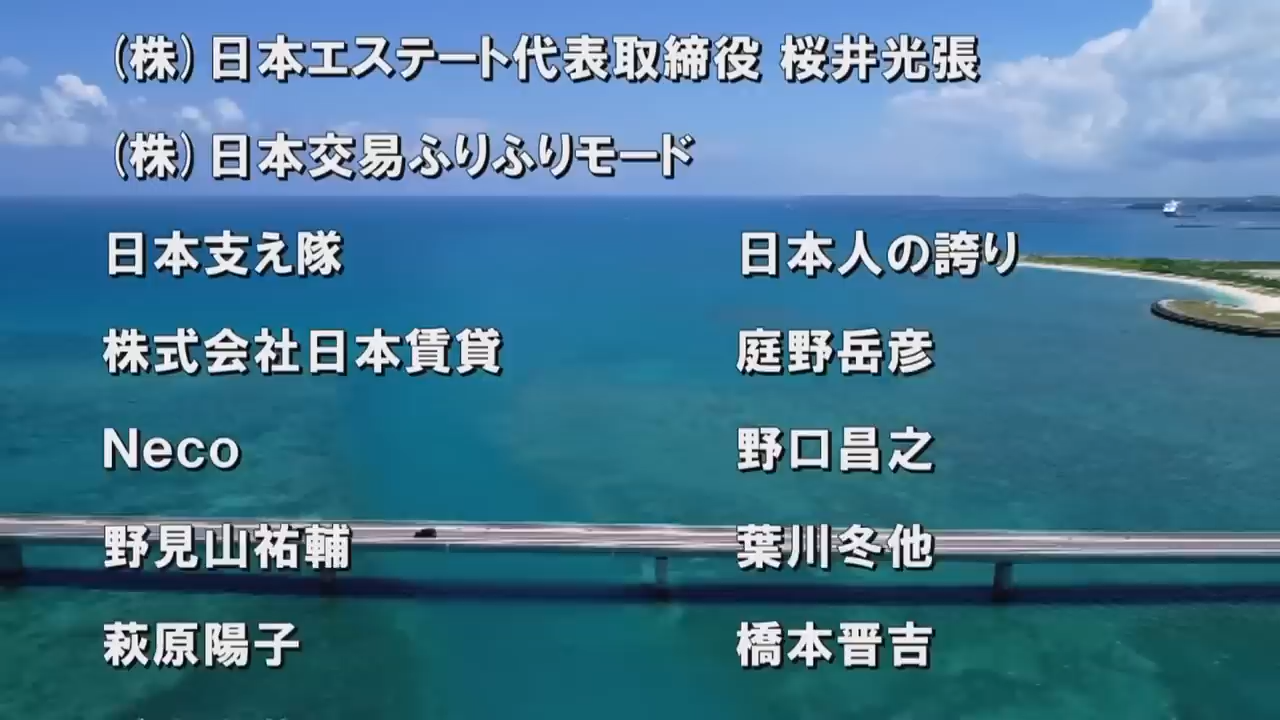 (株)日本エステート代表取締役 桜井光張
(株)日本交易ふりふりモード
日本支え隊
日本人の誇り
株式会社日本賃貸
庭野岳彦
Neco
野口昌之
野見山祐輔
葉川冬他
萩原陽子
橋本晋吉